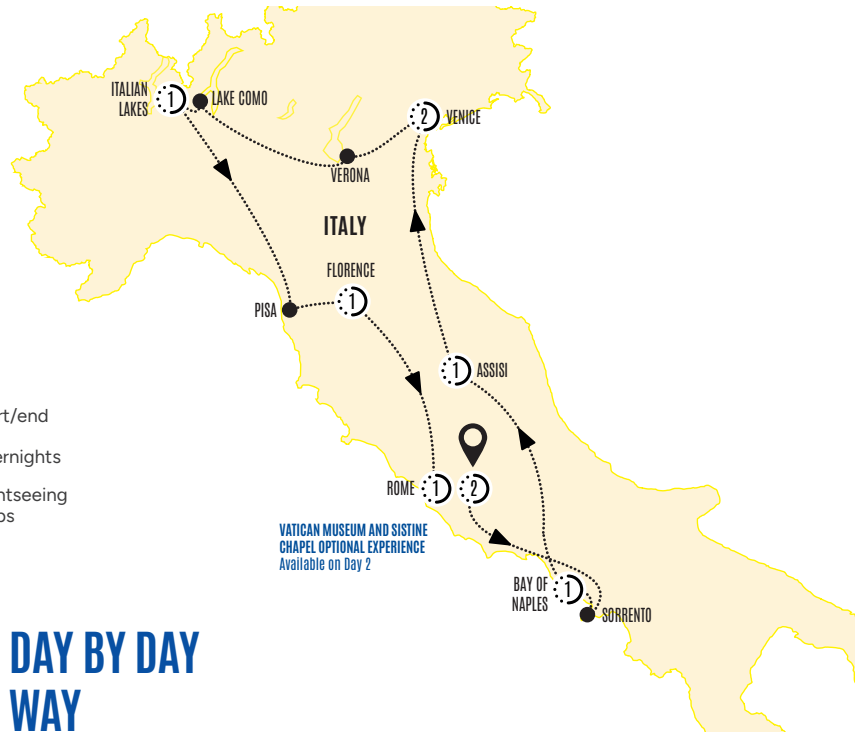 ITALIAN
LAKES
1
LAKE COMO
2
VENICE
VERONA
ITALY
FLORENCE
1
PISA
1
ASSISI
rt/end
ernights
htseeing
ps
ROME
1
2
VATICAN MUSEUM AND SISTINE
CHAPEL OPTIONAL EXPERIENCE
Available on Day 2
BAY OF
NAPLES
1
SORRENTO
DAY BY DAY
WAY